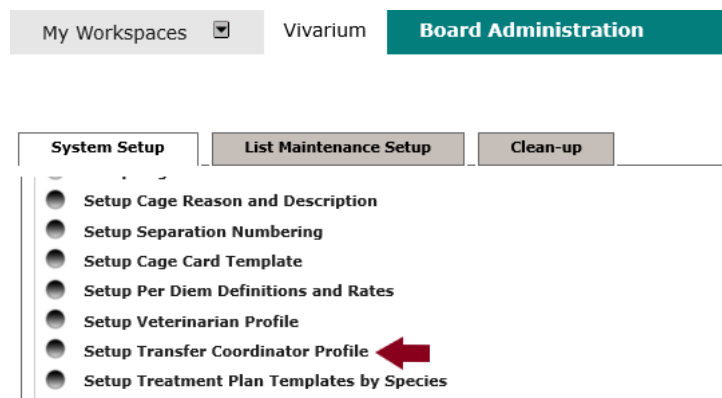 My Workspaces Vivarium Board Administration
System Setup List Maintenance Setup Clean-up
Setup Cage Reason and Description
Setup Separation Numbering
Setup Cage Card Template
Setup Per Diem Definitions and Rates
Setup Veterinarian Profile
Setup Transfer Coordinator Profile
Setup Treatment Plan Templates by Species